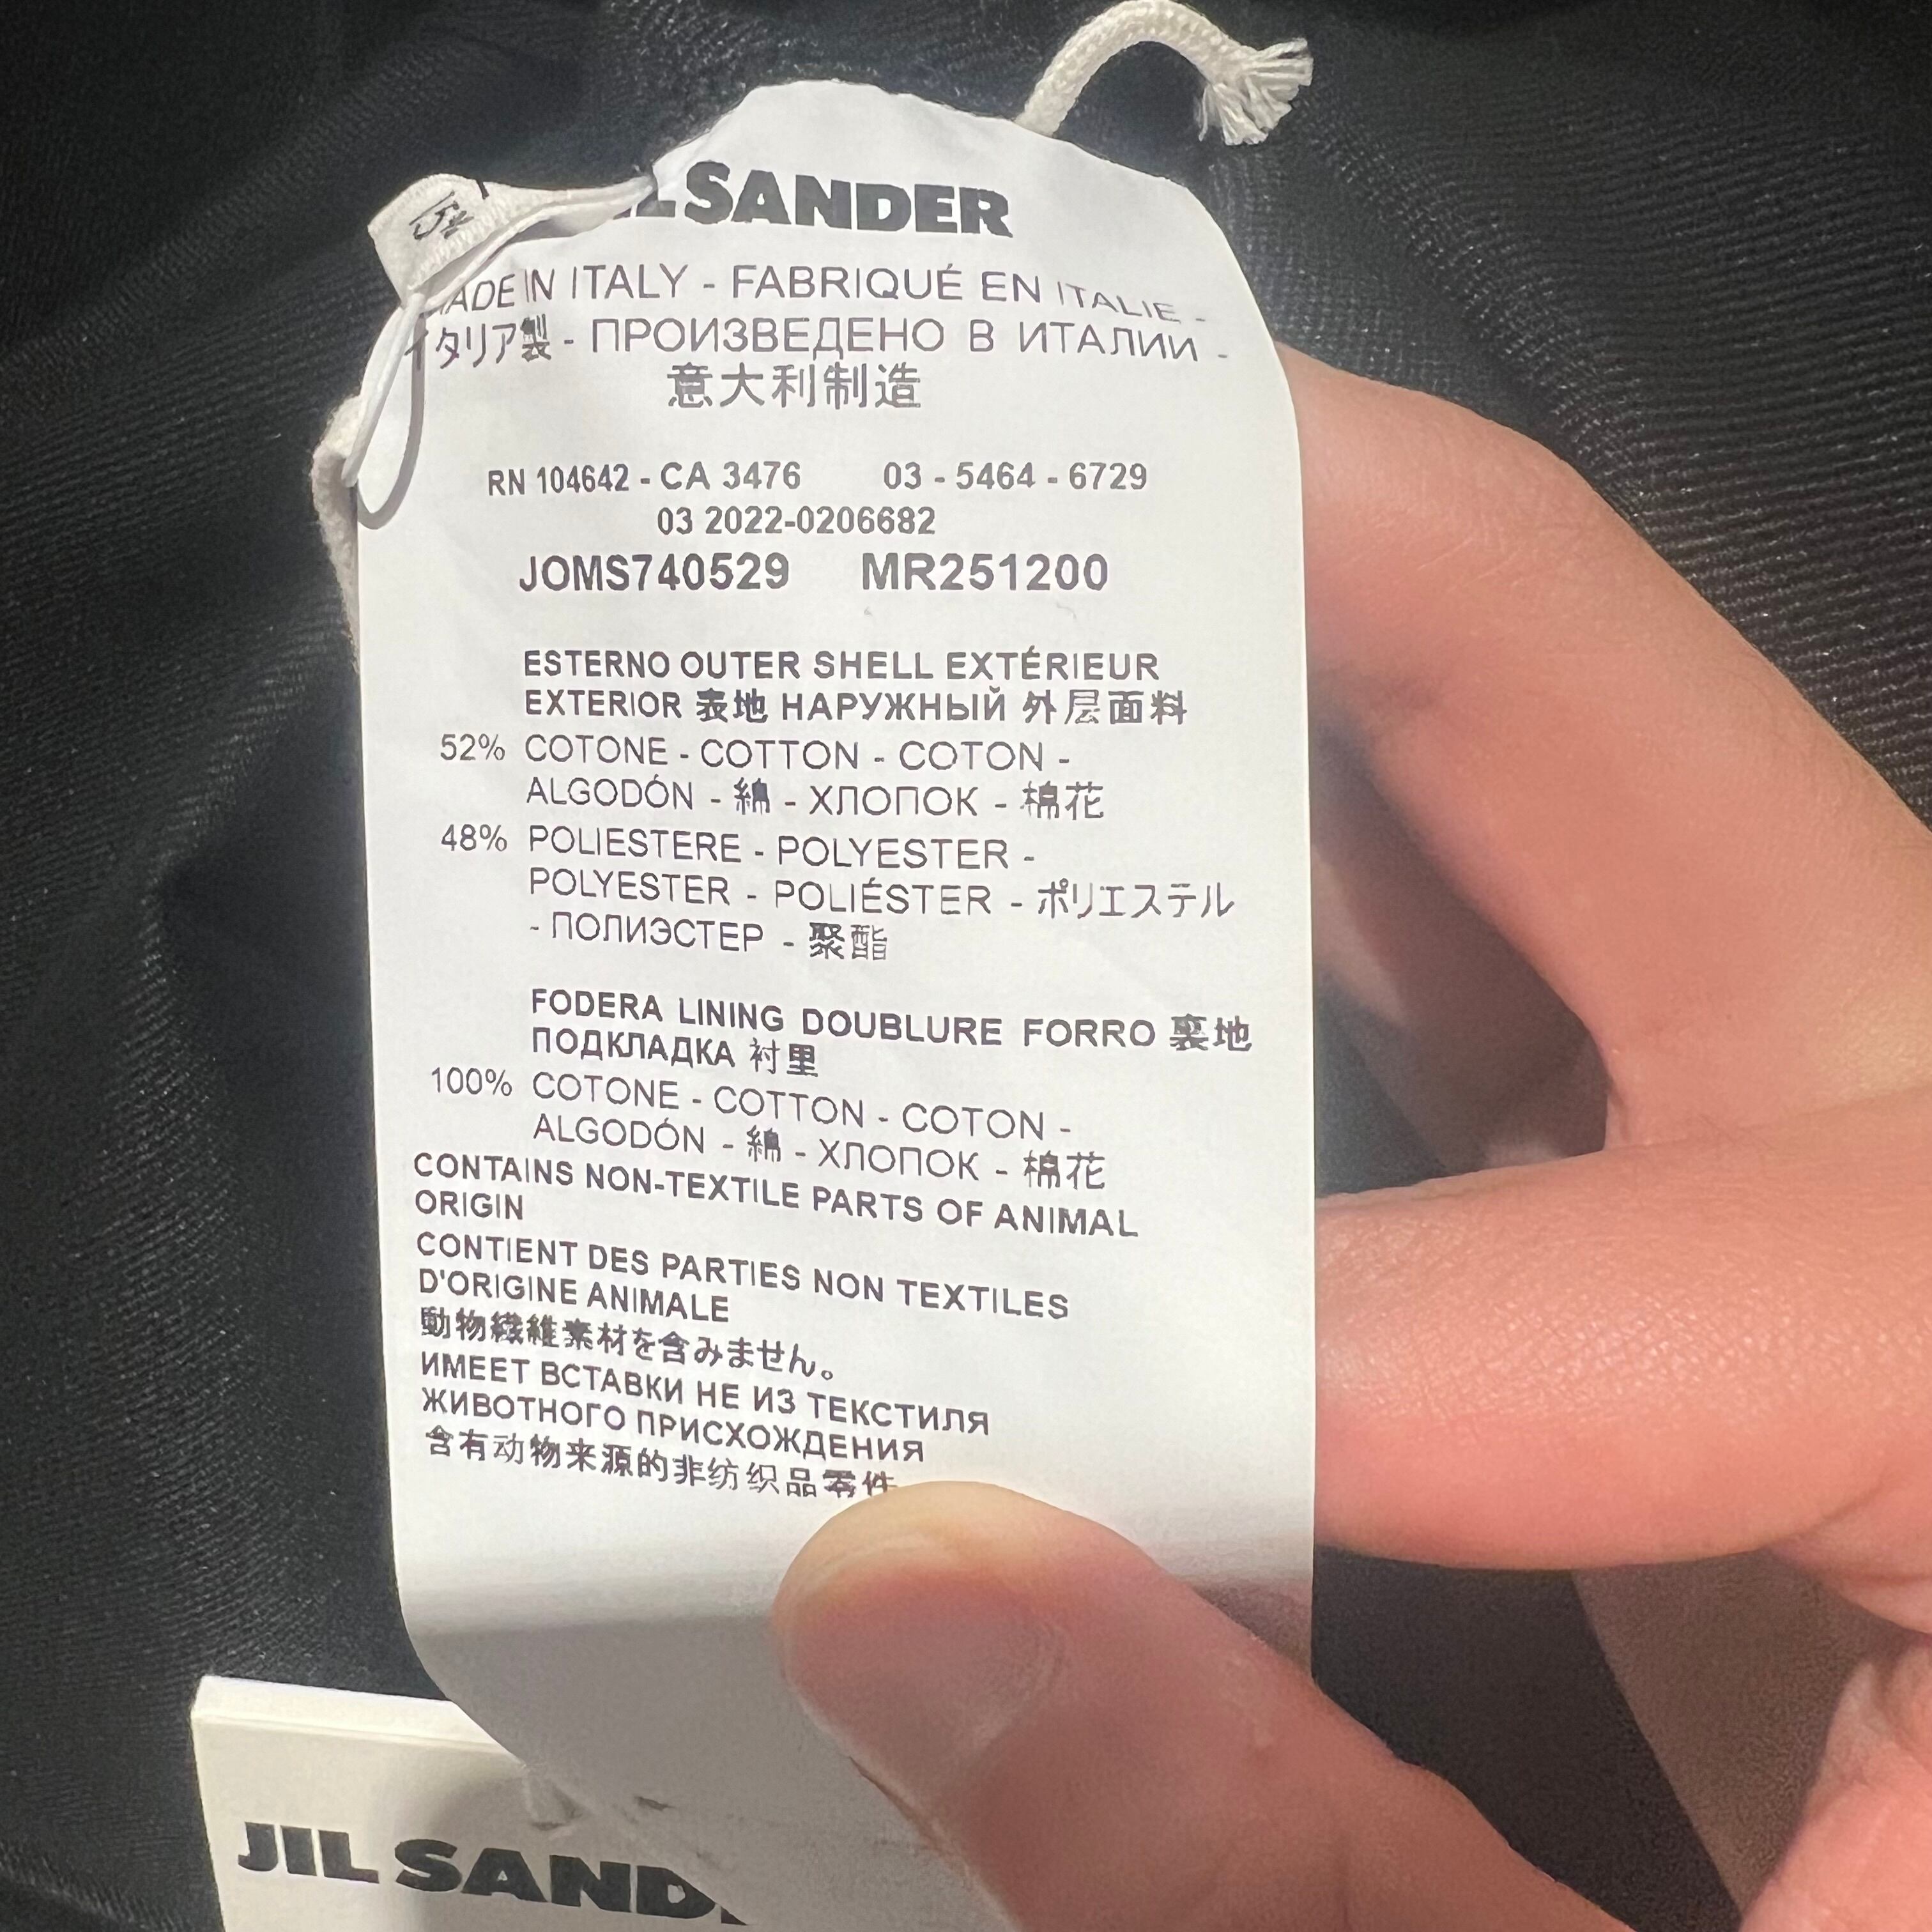 SANDER
IN ITALY - FABRIQUÉ EN ITALIE -
イタリア製 - ПРОИЗВЕДЕНО В ИТАЛИИ -
意大利制造
RN 104642 - CA 3476 03 - 5464 - 6729
03 2022-0206682
JOMS740529 MR251200
ESTERNO OUTER SHELL EXTÉRIEUR
EXTERIOR 表地 НАРУЖНЫЙ 外层面料
52% COTONE - COTTON - COTON -
ALGODÓN - 綿 - ХЛОПОК - 棉花
48% POLIESTERE - POLYESTER -
POLYESTER - POLIÉSTER - ポリエステル
- ПОЛИЭСТЕР - 聚酯
FODERA LINING DOUBLURE FORRO 裏地
ПОДКЛАДКА 衬里
100% COTONE - COTTON - COTON -
ALGODÓN - 綿 - ХЛОПОК - 棉花
CONTAINS NON-TEXTILE PARTS OF ANIMAL
ORIGIN
CONTIENT DES PARTIES NON TEXTILES
D'ORIGINE ANIMALE
動物繊維素材を含みません。
ИМЕЕТ ВСТАВКИ НЕ ИЗ ТЕКСТИЛЯ
ЖИВОТНОГО ПРИСХОЖДЕНИЯ
含有动物来源的非纺织品零件
JIL SAND